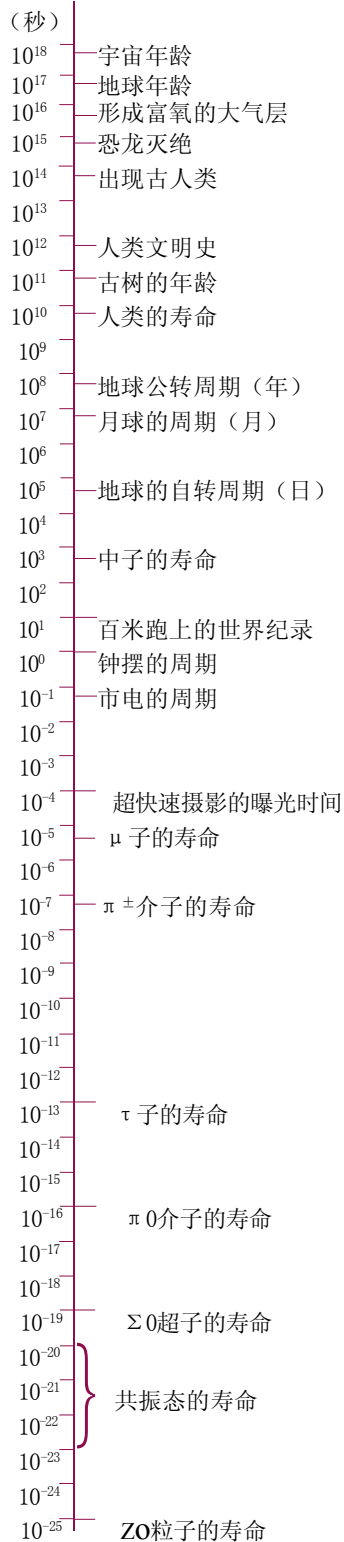 （秒）
10¹⁸ 宇宙年龄
10¹⁷ 地球年龄
10¹⁶ 形成富氧的大气层
10¹⁵ 恐龙灭绝
10¹⁴ 出现古人类
10¹³
10¹² 人类文明史
10¹¹ 古树的年龄
10¹⁰ 人类的寿命
10⁹
10⁸ 地球公转周期（年）
10⁷ 月球的周期（月）
10⁶
10⁵ 地球的自转周期（日）
10⁴
10³ 中子的寿命
10²
10¹ 百米跑上的世界纪录
10⁰ 钟摆的周期
10⁻¹ 市电的周期
10⁻²
10⁻³
10⁻⁴ 超快速摄影的曝光时间
10⁻⁵ μ子的寿命
10⁻⁶
10⁻⁷ π±介子的寿命
10⁻⁸
10⁻⁹
10⁻¹⁰
10⁻¹¹
10⁻¹²
10⁻¹³ τ子的寿命
10⁻¹⁴
10⁻¹⁵
10⁻¹⁶ π0介子的寿命
10⁻¹⁷
10⁻¹⁸
10⁻¹⁹ Σ0超子的寿命
10⁻²⁰
10⁻²¹ 共振态的寿命
10⁻²²
10⁻²³
10⁻²⁴
10⁻²⁵ ZO粒子的寿命